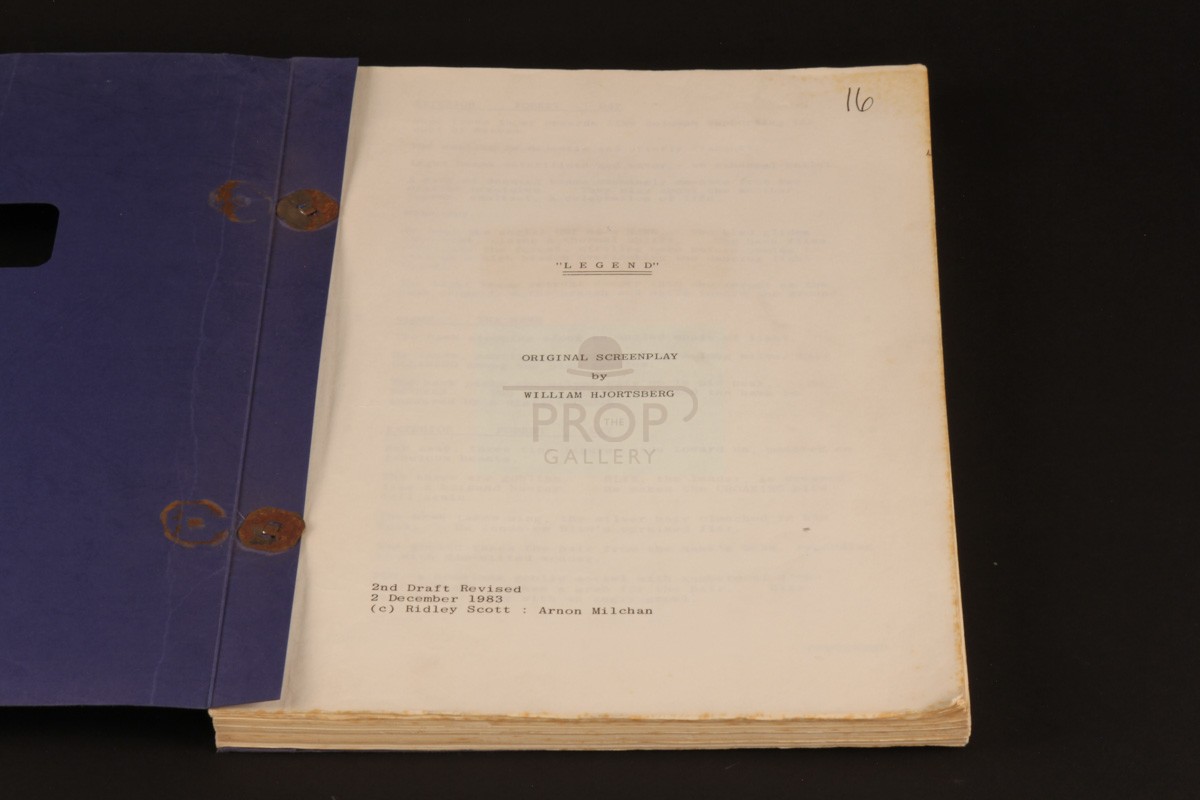 16
"L E G E N D"
ORIGINAL SCREENPLAY
by
WILLIAM HJORTSBERG
THE
PROP
GALLERY
2nd Draft Revised
2 December 1983
(c) Ridley Scott : Arnon Milchan